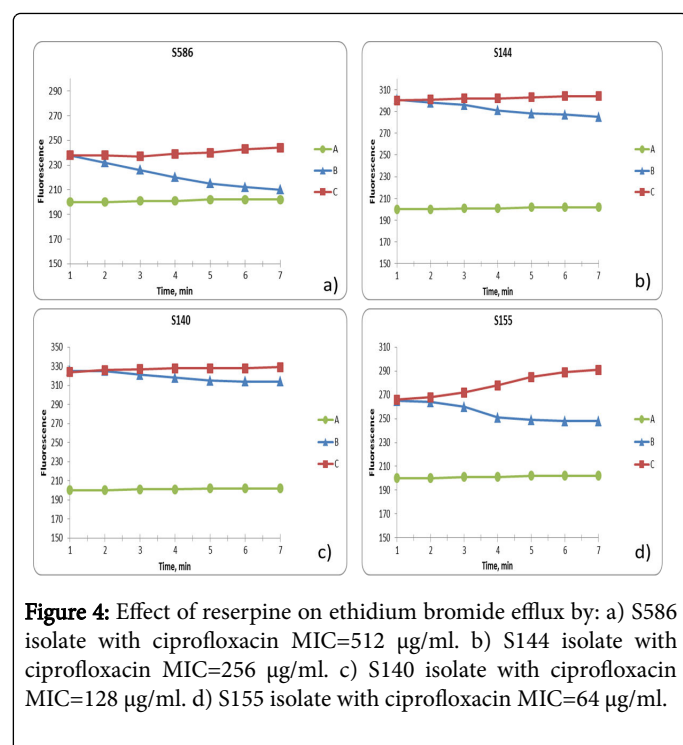 S586
290
270
250
230
210
190
170
150
Fluorescence
1 2 3 4 5 6 7
Time, min
A
B
C
a)
S144
310
290
270
250
230
210
190
170
150
Fluorescence
1 2 3 4 5 6 7
Time, min
A
B
C
b)
S140
350
330
310
290
270
250
230
210
190
170
150
Fluorescence
1 2 3 4 5 6 7
Time, min
A
B
C
c)
S155
310
290
270
250
230
210
190
170
150
Fluorescence
1 2 3 4 5 6 7
Time, min
A
B
C
d)
Figure 4: Effect of reserpine on ethidium bromide efflux by: a) S586
isolate with ciprofloxacin MIC=512 µg/ml. b) S144 isolate with
ciprofloxacin MIC=256 µg/ml. c) S140 isolate with ciprofloxacin
MIC=128 µg/ml. d) S155 isolate with ciprofloxacin MIC=64 µg/ml.